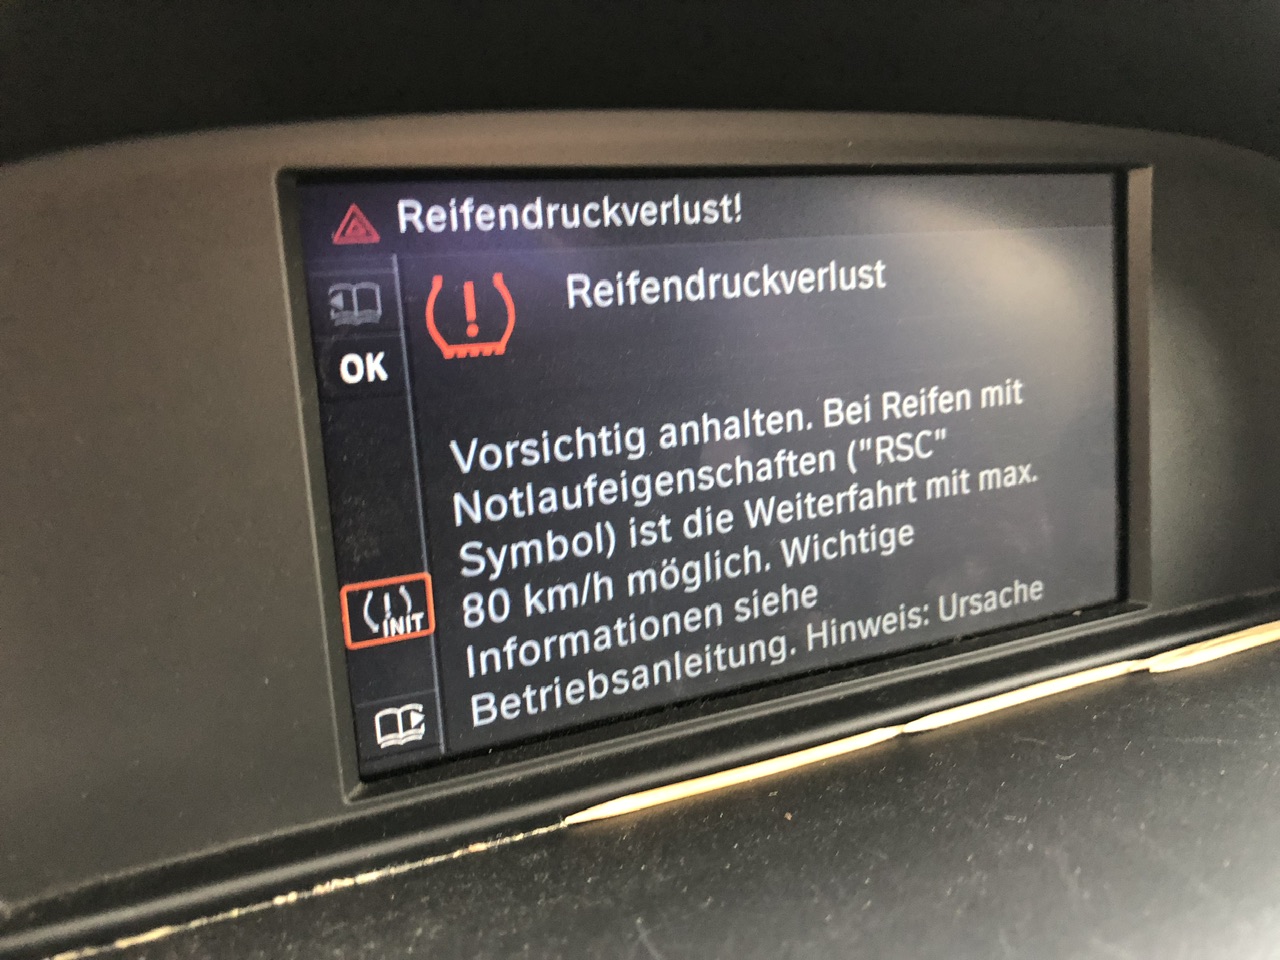 Reifendruckverlust!
Reifendruckverlust
OK
Vorsichtig anhalten. Bei Reifen mit
Notlaufeigenschaften ("RSC"
Symbol) ist die Weiterfahrt mit max.
80 km/h möglich. Wichtige
Informationen siehe
Betriebsanleitung. Hinweis: Ursache
INIT